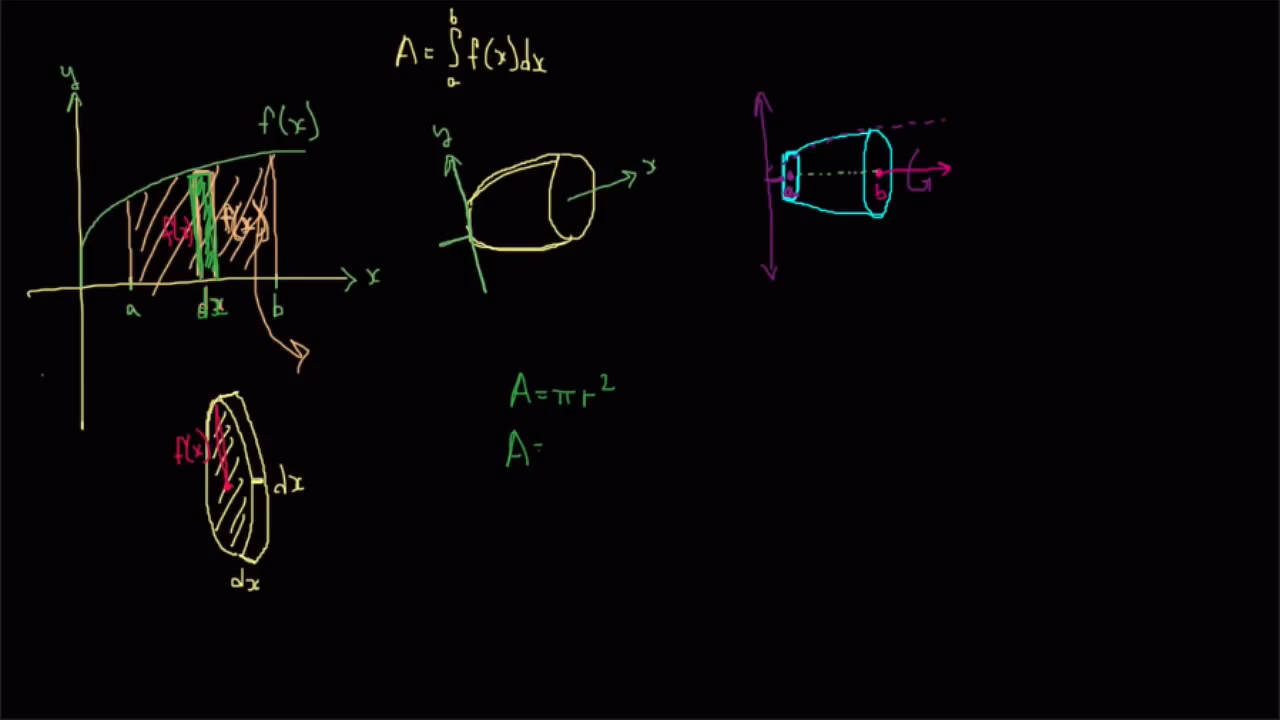 A = ∫ₐᵇ f(x)dx
y
f(x)
f(x)
f(x)
a
dx
b
x
y
x
a
b
f(x)
dx
dx
A = πr²
A =